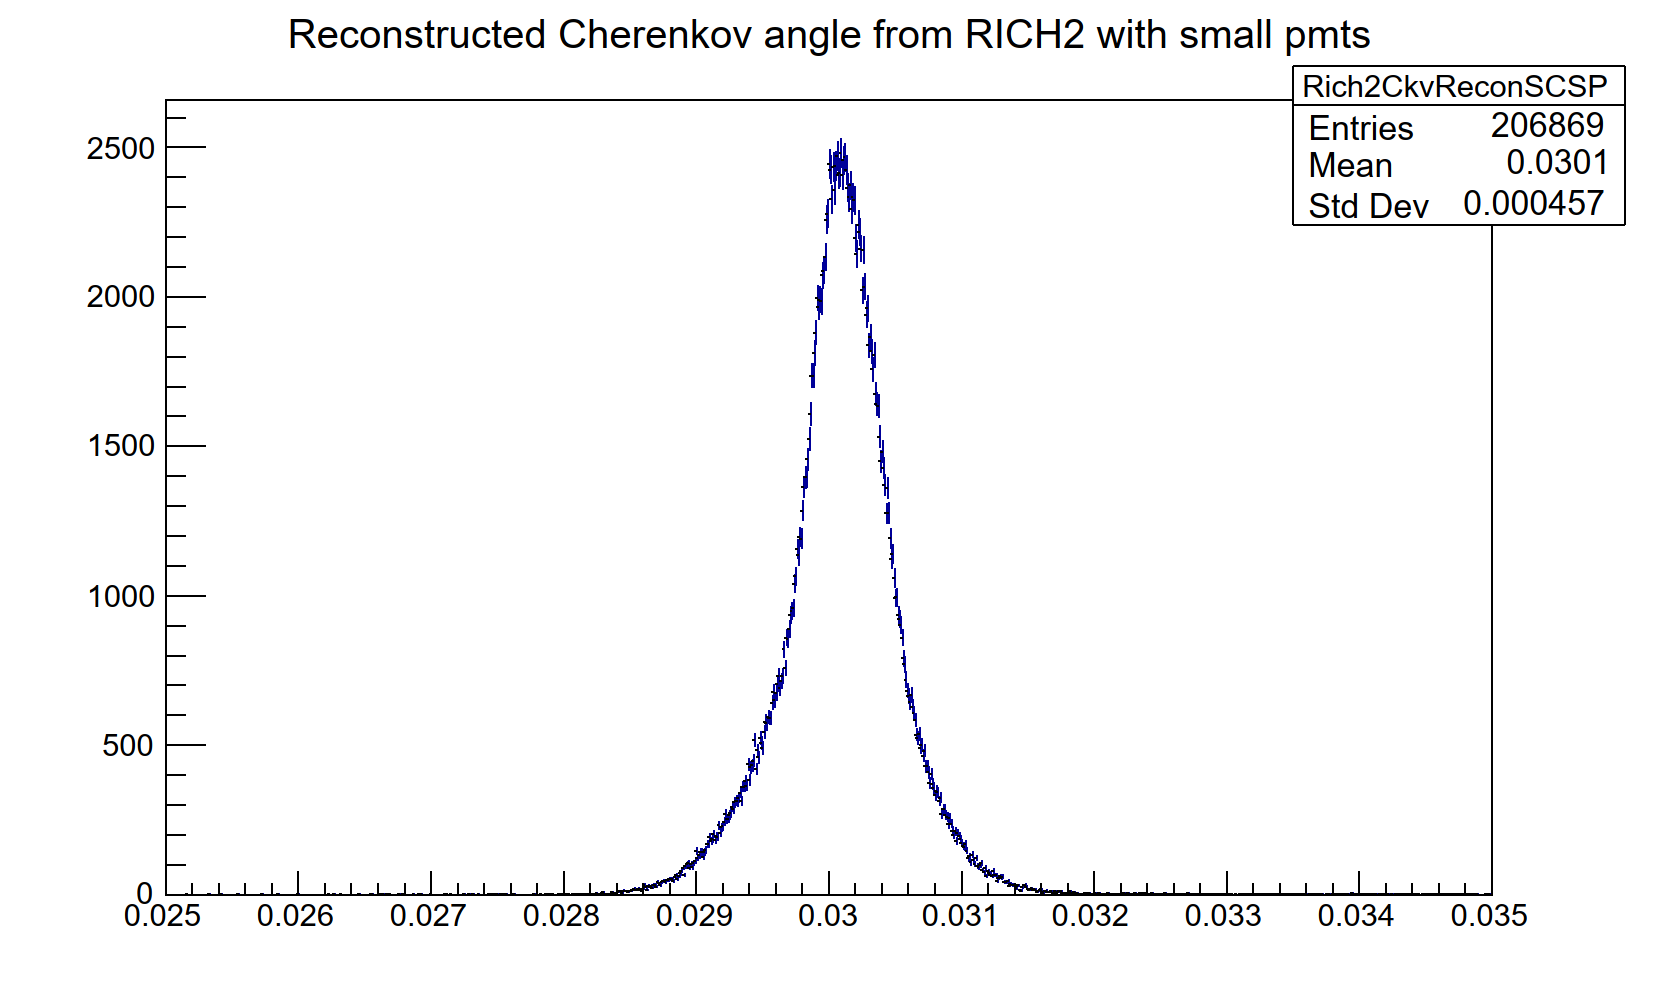 Reconstructed Cherenkov angle from RICH2 with small pmts
Rich2CkvReconSCSP
Entries 206869
Mean 0.0301
Std Dev 0.000457
2500
2000
1500
1000
500
0
0.025 0.026 0.027 0.028 0.029 0.03 0.031 0.032 0.033 0.034 0.035